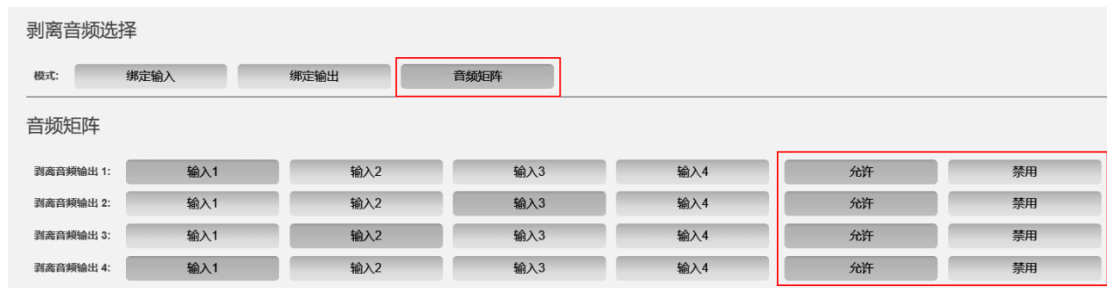 剥离音频选择
模式: 绑定输入 绑定输出 音频矩阵
音频矩阵
剥离音频输出 1: 输入1 输入2 输入3 输入4 允许 禁用
剥离音频输出 2: 输入1 输入2 输入3 输入4 允许 禁用
剥离音频输出 3: 输入1 输入2 输入3 输入4 允许 禁用
剥离音频输出 4: 输入1 输入2 输入3 输入4 允许 禁用